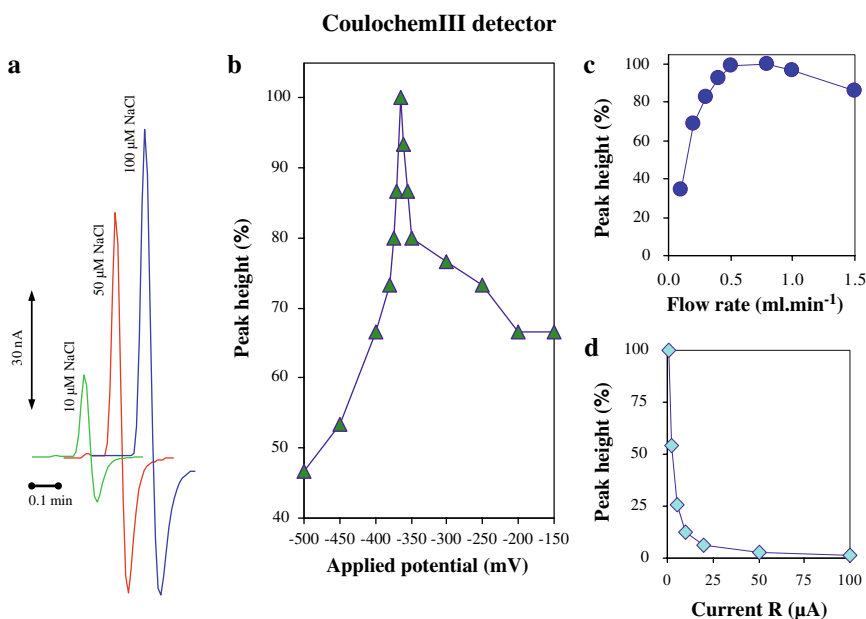 CoulochemIII detector
a
10 µM NaCl
50 µM NaCl
100 µM NaCl
30 nA
0.1 min
b
Peak height (%)
100
90
80
70
60
50
40
-500 -450 -400 -350 -300 -250 -200 -150
Applied potential (mV)
c
Peak height (%)
100
80
60
40
20
0
0.0 0.5 1.0 1.5
Flow rate (ml.min-1)
d
Peak height (%)
100
75
50
25
0
0 25 50 75 100
Current R (µA)